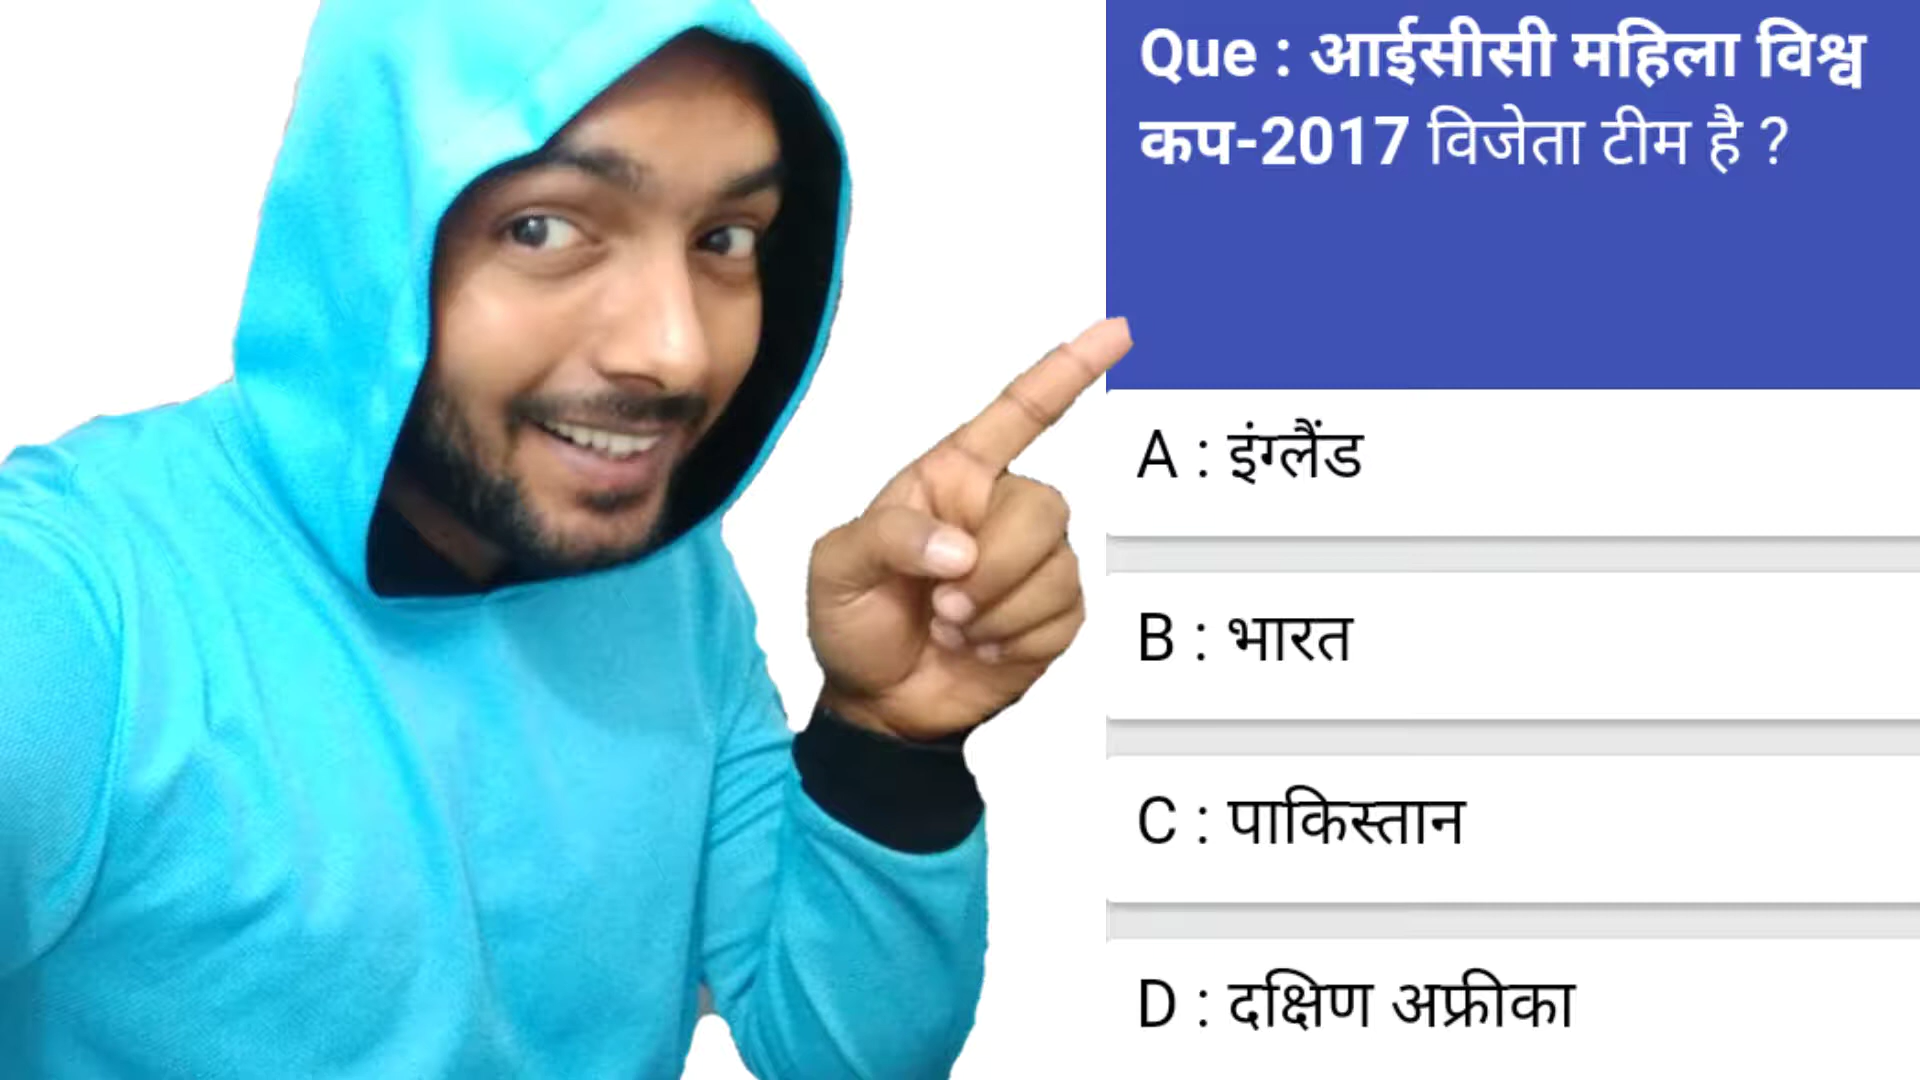 Que : आईसीसी महिला विश्व
कप-2017 विजेता टीम है ?
A : इंग्लैंड
B : भारत
C : पाकिस्तान
D : दक्षिण अफ्रीका